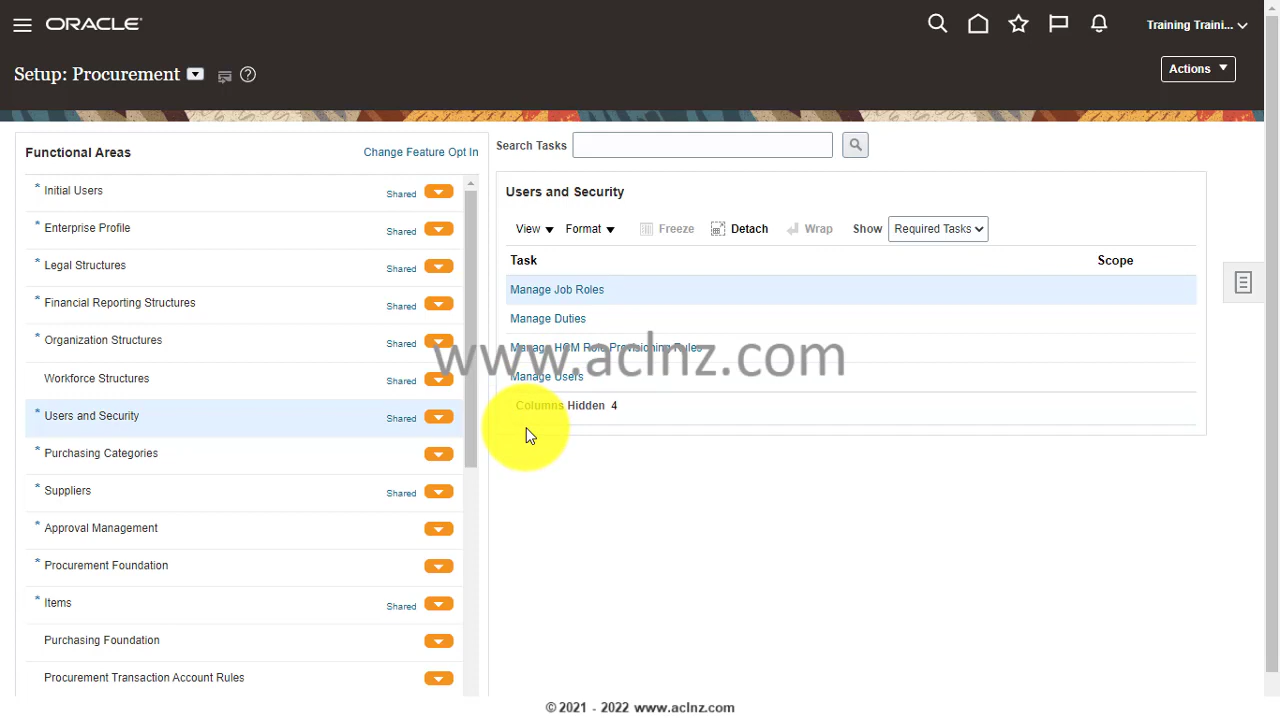 ORACLE
Training Traini...
Setup: Procurement
Actions
Functional Areas
Change Feature Opt In
* Initial Users Shared
* Enterprise Profile Shared
* Legal Structures Shared
* Financial Reporting Structures Shared
* Organization Structures Shared
Workforce Structures Shared
* Users and Security Shared
* Purchasing Categories
* Suppliers Shared
* Approval Management
* Procurement Foundation
* Items Shared
Purchasing Foundation
Procurement Transaction Account Rules
Search Tasks
Users and Security
View Format Freeze Detach Wrap Show Required Tasks
Task Scope
Manage Job Roles
Manage Duties
Manage HCM Role Provisioning Rules
Manage Users
Columns Hidden 4
www.aclnz.com
© 2021 - 2022 www.aclnz.com